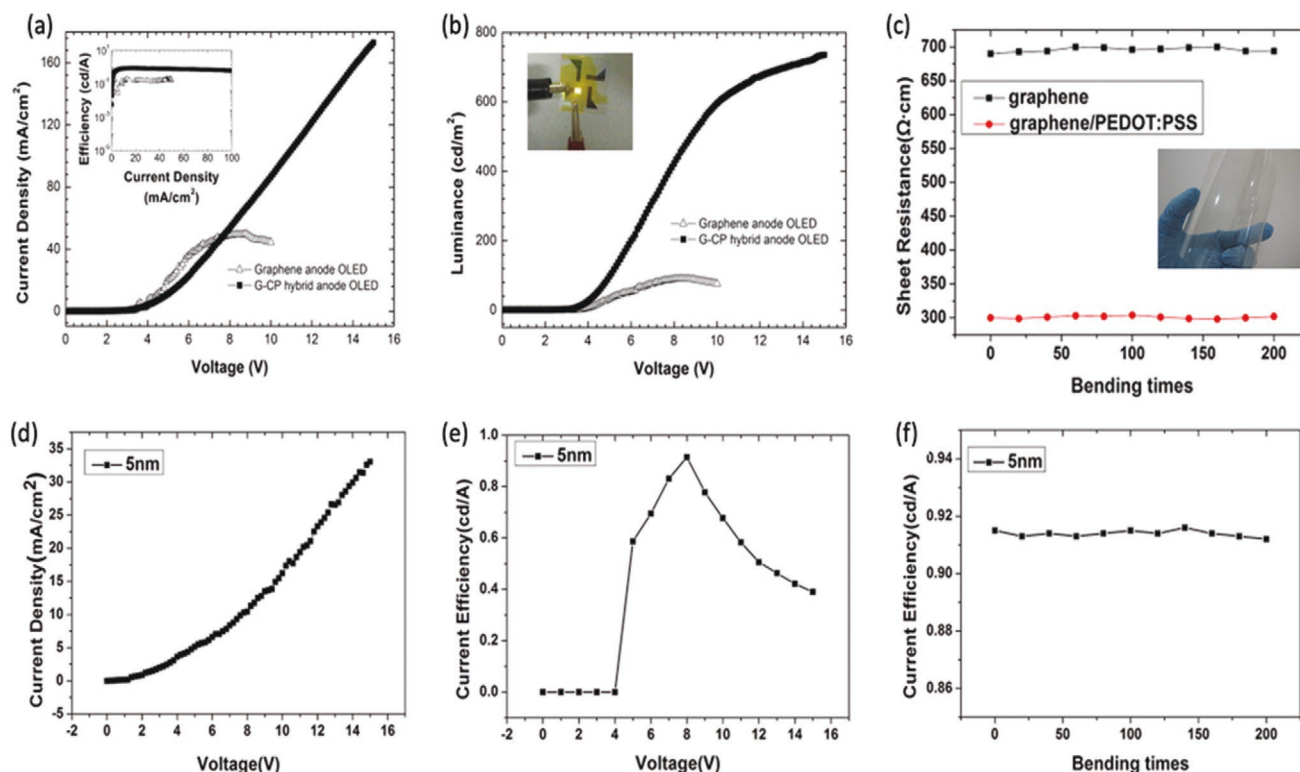 (a)
Current Density (mA/cm²)
160
120
80
40
0
0 2 4 6 8 10 12 14 16
Voltage (V)
Efficiency (cd/A)
0 20 40 60 80 100
Current Density
(mA/cm²)
Graphene anode OLED
G-CP hybrid anode OLED
(b)
Luminance (cd/m²)
800
600
400
200
0
0 2 4 6 8 10 12 14 16
Voltage (V)
Graphene anode OLED
G-CP hybrid anode OLED
(c)
Sheet Resistance(Ω·cm)
700
650
600
550
500
450
400
350
300
0 50 100 150 200
Bending times
graphene
graphene/PEDOT:PSS
(d)
Current Density(mA/cm²)
35
30
25
20
15
10
5
0
-5
-2 0 2 4 6 8 10 12 14 16
Voltage(V)
5nm
(e)
Current Efficiency(cd/A)
1.0
0.8
0.6
0.4
0.2
0.0
-2 0 2 4 6 8 10 12 14 16
Voltage(V)
5nm
(f)
Current Efficiency(cd/A)
0.94
0.92
0.90
0.88
0.86
0 50 100 150 200
Bending times
5nm